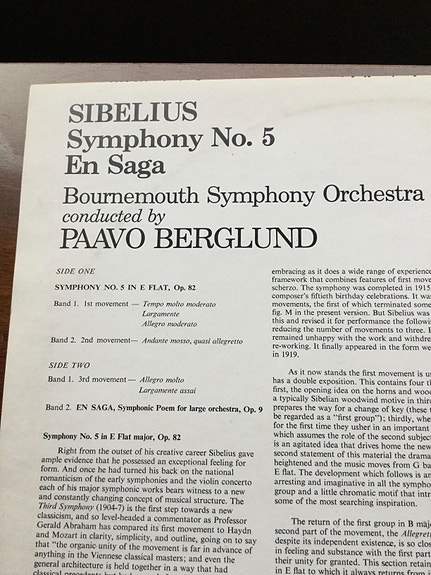 SIBELIUS
Symphony No. 5
En Saga
Bournemouth Symphony Orchestra
conducted by
PAAVO BERGLUND
SIDE ONE
SYMPHONY NO. 5 IN E FLAT, Op. 82
Band 1. 1st movement — Tempo molto moderato
Largamente
Allegro moderato
Band 2. 2nd movement— Andante mosso, quasi allegretto
SIDE TWO
Band 1. 3rd movement — Allegro molto
Largamente assai
Band 2. EN SAGA, Symphonic Poem for large orchestra, Op. 9
Symphony No. 5 in E Flat major, Op. 82
Right from the outset of his creative career Sibelius gave
ample evidence that he possessed an exceptional feeling for
form. And once he had turned his back on the national
romanticism of the early symphonies and the violin concerto
each of his major symphonic works bears witness to a new
and constantly changing concept of musical structure. The
Third Symphony (1904-7) is the first step towards a new
classicism, and so level-headed a commentator as Professor
Gerald Abraham has compared its first movement to Haydn
and Mozart in clarity, simplicity, and outline, going on to say
that “the organic unity of the movement is far in advance of
anything in the Viennese classical masters; and even the
general architecture is held together in a way that had
classical precedents but had
embracing as it does a wide range of experience
framework that combines features of first move
scherzo. The symphony was completed in 1915
composer's fiftieth birthday celebrations. It was
movements, the first of which terminated some
fig. M in the present version. But Sibelius was
this and revised it for performance the followi
reducing the number of movements to three. I
remained unhappy with the work and withdre
re-working. It finally appeared in the form we
in 1919.
As it now stands the first movement is u
has a double exposition. This contains four th
first, the opening idea on the horns and wood
a typically Sibelian woodwind motive in third
prepares the way for a change of key (these t
be regarded as a "first group"); thirdly, whe
for the first time they usher in an important
which assumes the role of the second subject
is an agitated idea that drives home the new
second statement of this material the drama
heightened and the music moves from G ba
E flat. The development which follows is an
arresting and imaginative in all the sympho
group and a little chromatic motif that intr
some of the most searching inspiration.
The return of the first group in B maj
second part of the movement, the Allegrett
despite its independent existence, is so clos
in feeling and substance with the first part
their unity for granted. This section retain
in E flat to which it always returns